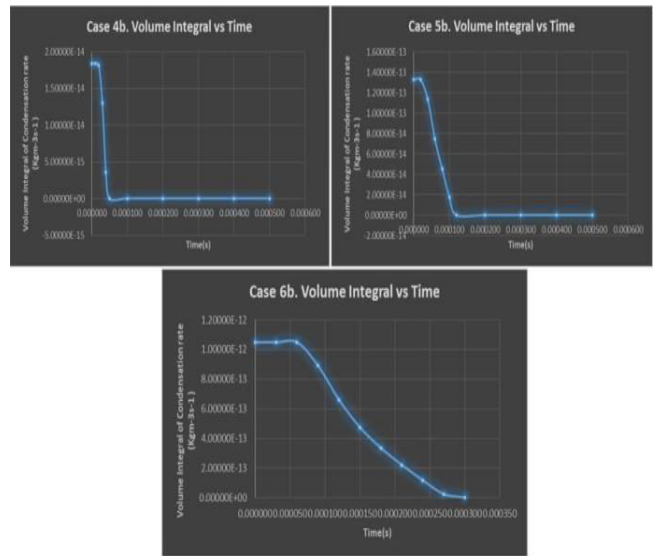 Case 4b. Volume Integral vs Time
2.00000E-14
1.50000E-14
1.00000E-14
5.00000E-15
0.00000E+00
-5.00000E-15
0.000000 0.000100 0.000200 0.000300 0.000400 0.000500 0.000600
Time(s)
Volume Integral of Condensation rate
(Kgm-3s-1)
Case 5b. Volume Integral vs Time
1.60000E-13
1.40000E-13
1.20000E-13
1.00000E-13
8.00000E-14
6.00000E-14
4.00000E-14
2.00000E-14
0.00000E+00
-2.00000E-14
0.000000 0.000100 0.000200 0.000300 0.000400 0.000500 0.000600
Time(s)
Volume Integral of Condensation rate
(Kgm-3s-1)
Case 6b. Volume Integral vs Time
1.20000E-12
1.00000E-12
8.00000E-13
6.00000E-13
4.00000E-13
2.00000E-13
0.00000E+00
0.0000000 0.0000500 0.0001000 0.0001500 0.0002000 0.0002500 0.0003000 0.000350
Time(s)
Volume Integral of Condensation rate
(Kgm-3s-1 )